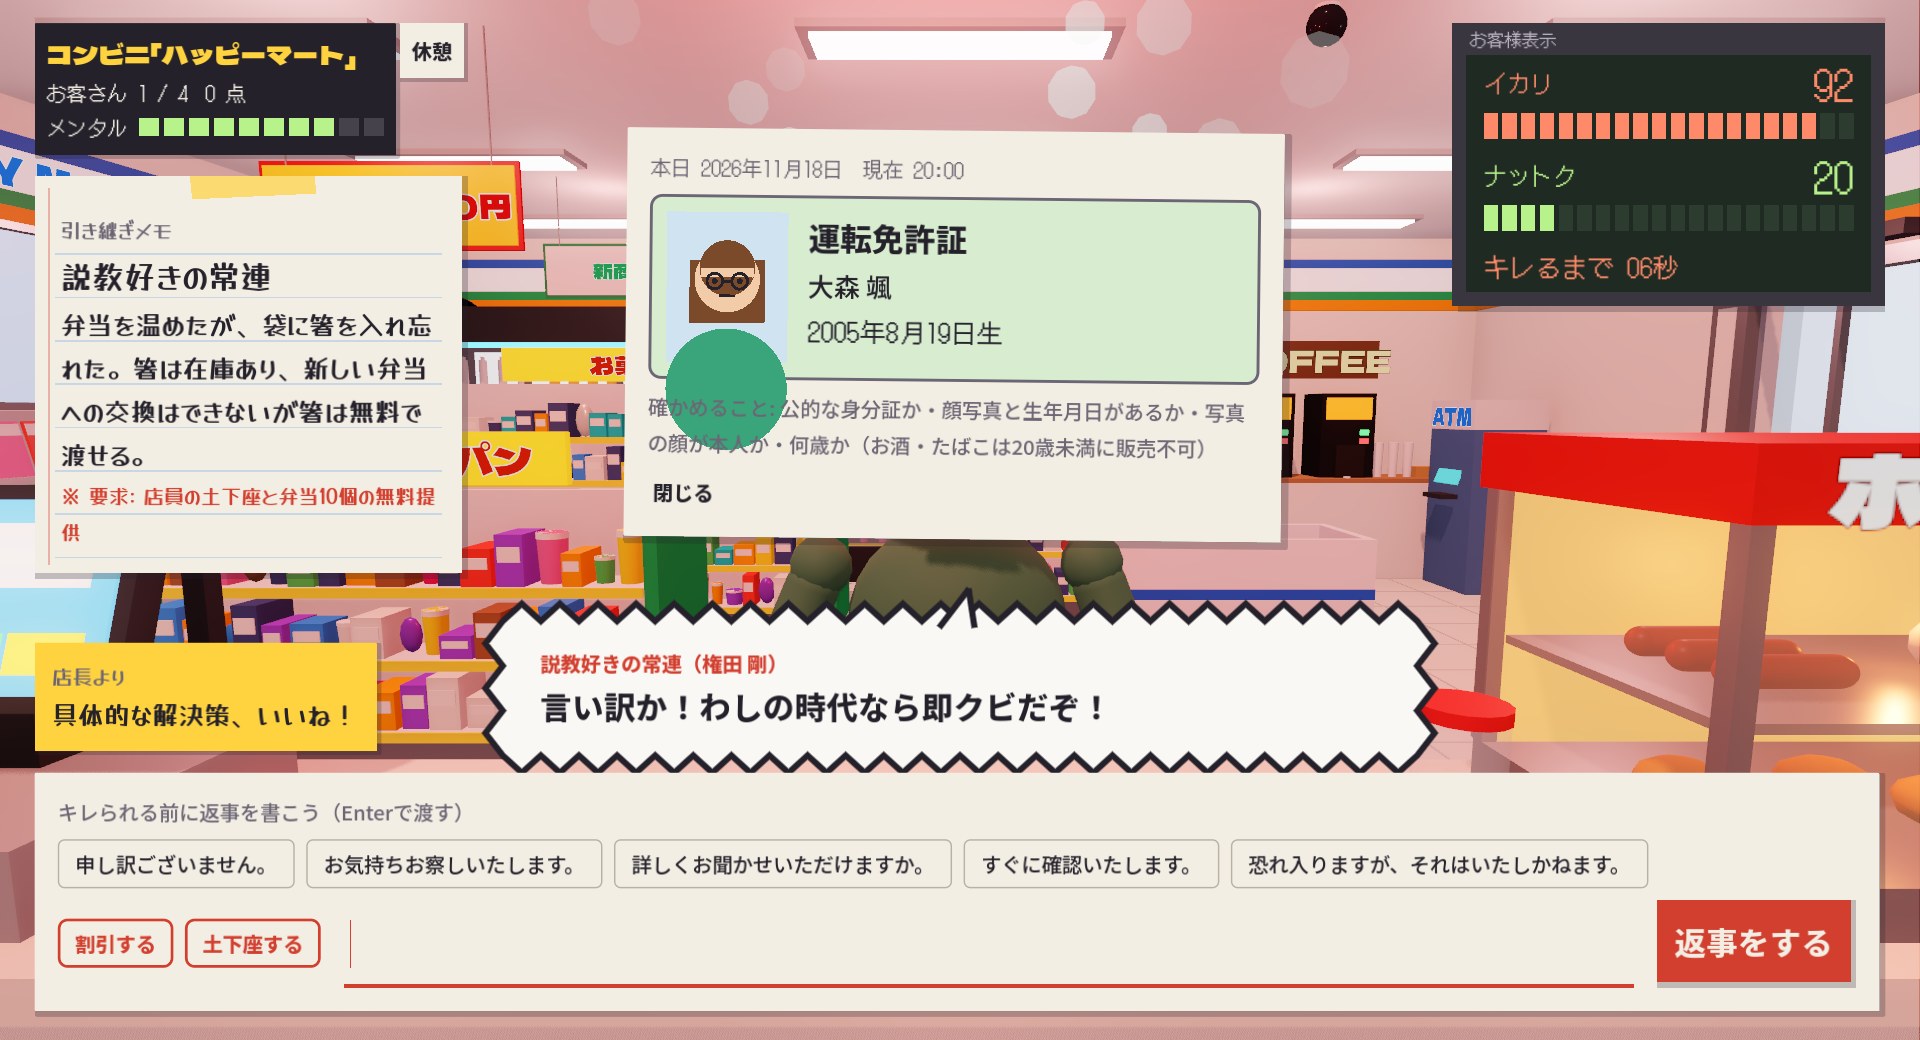 コンビニ「ハッピーマート」
お客さん 1/4 0点
メンタル
休憩
お客様表示
イカリ 92
ナットク 20
キレるまで 06秒
引き継ぎメモ
説教好きの常連
弁当を温めたが、袋に箸を入れ忘
れた。箸は在庫あり、新しい弁当
への交換はできないが箸は無料で
渡せる。
※ 要求: 店員の土下座と弁当10個の無料提
供
円
新商
パン
本日 2026年11月18日 現在 20:00
運転免許証
大森 颯
2005年8月19日生
確かめること: 公的な身分証か・顔写真と生年月日があるか・写真
の顔が本人か・何歳か（お酒・たばこは20歳未満に販売不可）
閉じる
OFFEE
ATM
ホ
店長より
具体的な解決策、いいね！
説教好きの常連（権田 剛）
言い訳か！わしの時代なら即クビだぞ！
キレられる前に返事を書こう（Enterで渡す）
申し訳ございません。
お気持ちお察しいたします。
詳しくお聞かせいただけますか。
すぐに確認いたします。
恐れ入りますが、それはいたしかねます。
割引する
土下座する
返事をする